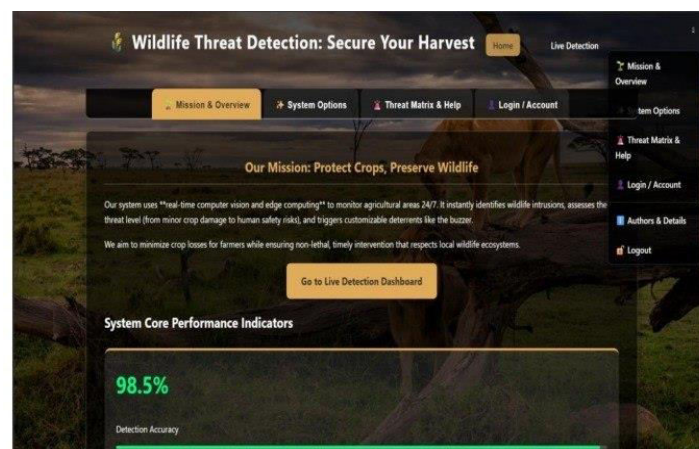 Wildlife Threat Detection: Secure Your Harvest
Home
Live Detection
Mission & Overview
System Options
Threat Matrix & Help
Login / Account
Mission &
Overview
System Options
Threat Matrix &
Help
Login / Account
Authors & Details
Logout
Our Mission: Protect Crops, Preserve Wildlife
Our system uses **real-time computer vision and edge computing** to monitor agricultural areas 24/7. It instantly identifies wildlife intrusions, assesses the
threat level (from minor crop damage to human safety risks), and triggers customizable deterrents like the buzzer.
We aim to minimize crop losses for farmers while ensuring non-lethal, timely intervention that respects local wildlife ecosystems.
Go to Live Detection Dashboard
System Core Performance Indicators
98.5%
Detection Accuracy